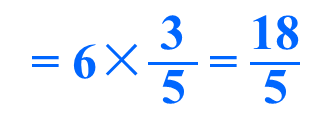 = 6 × 3/5 = 18/5